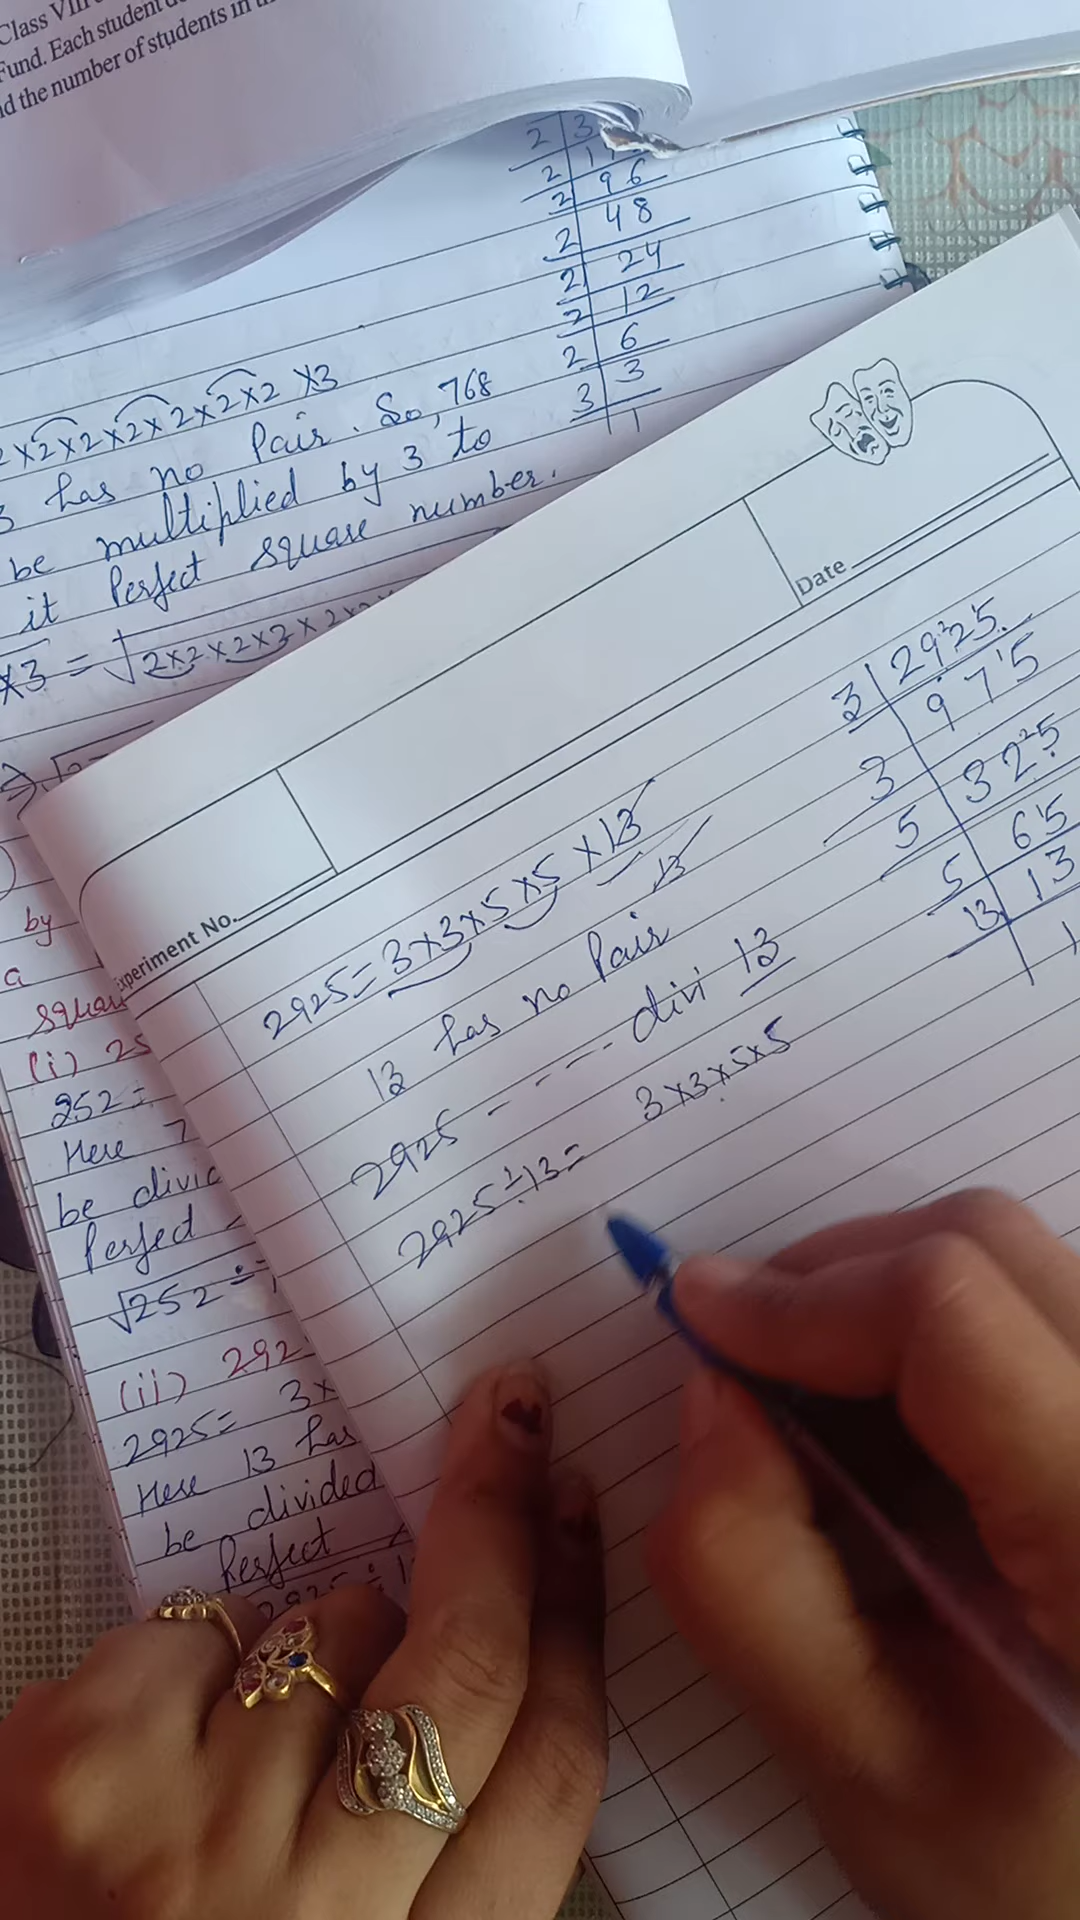 Class VIII
Fund. Each student
the number of students in
2 3
2
2 96
2 48
2 24
2 12
2 6
3 3
1
×2×2×2×2×2×2 ×3
3 has no Pair. So, 768
be multiplied by 3 to
it Perfect square number.
×3 = √2×2×2×3×2×2
by
a
square
(i) 25
252 =
Here 7
be divid
Perfect
√252 ÷ 7
(ii) 292
2925= 3×
Here 13 has
be divided
Perfect
2925 ÷ 1
Date
Experiment No.
3 2925
3 975
5 325
5 65
13 13
1
2925= 3×3×5×5×13
13
13 has no Pair
2925 - - - - divi 13
2925÷13= 3×3×5×5